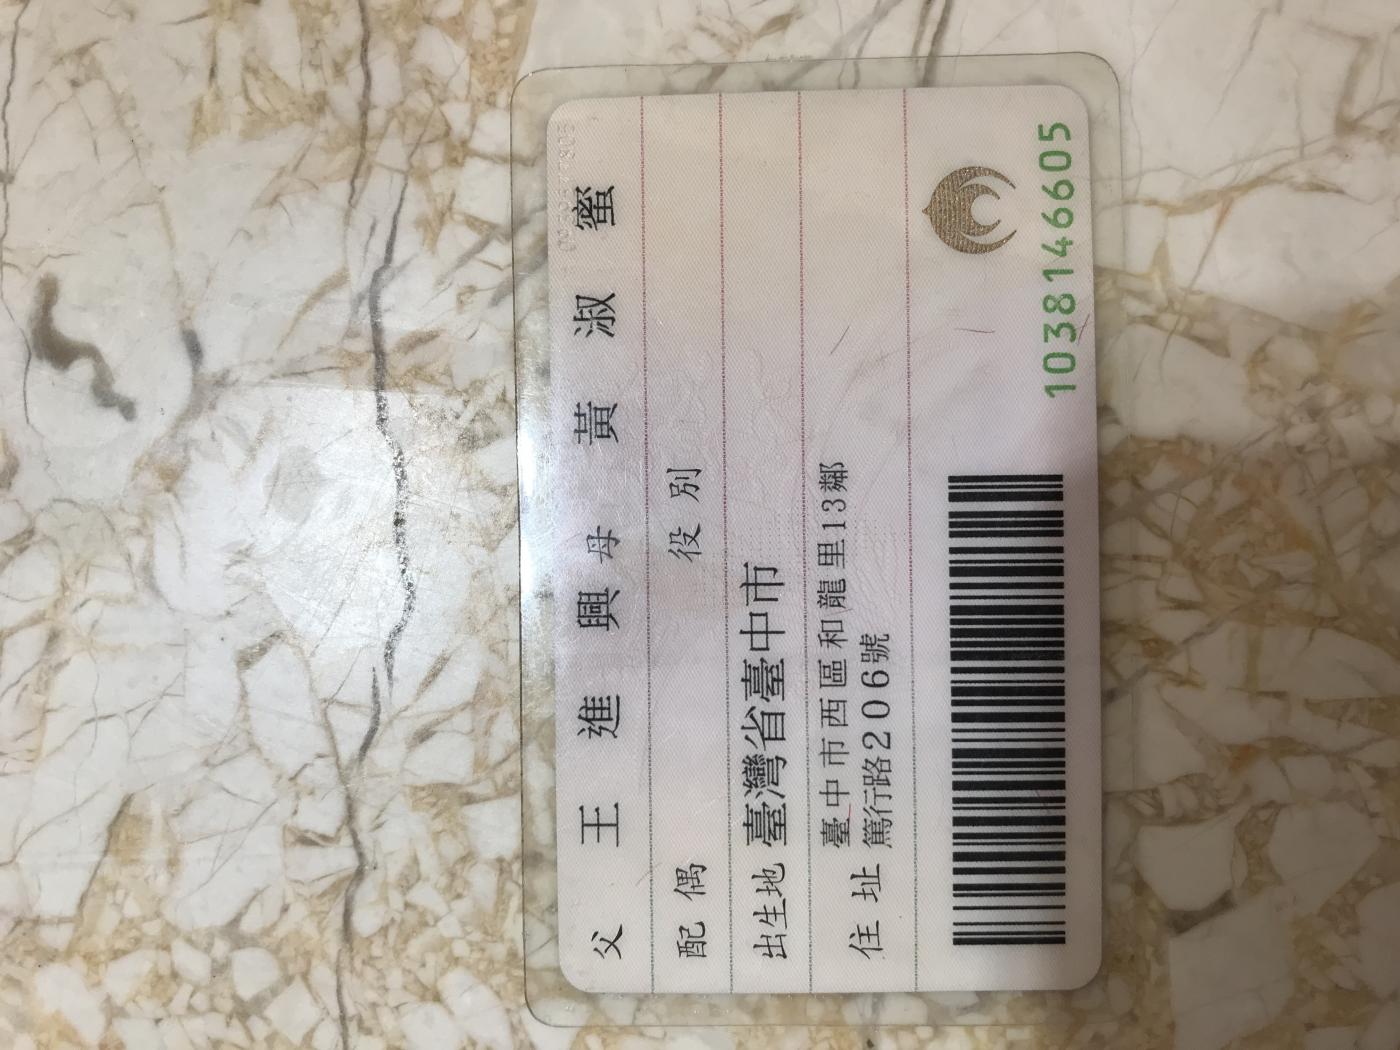 父 王 進 興 母 黃 淑 蜜
配偶 役別
出生地 臺灣省臺中市
住址 臺中市西區和龍里13鄰
篤行路206號
1038146605